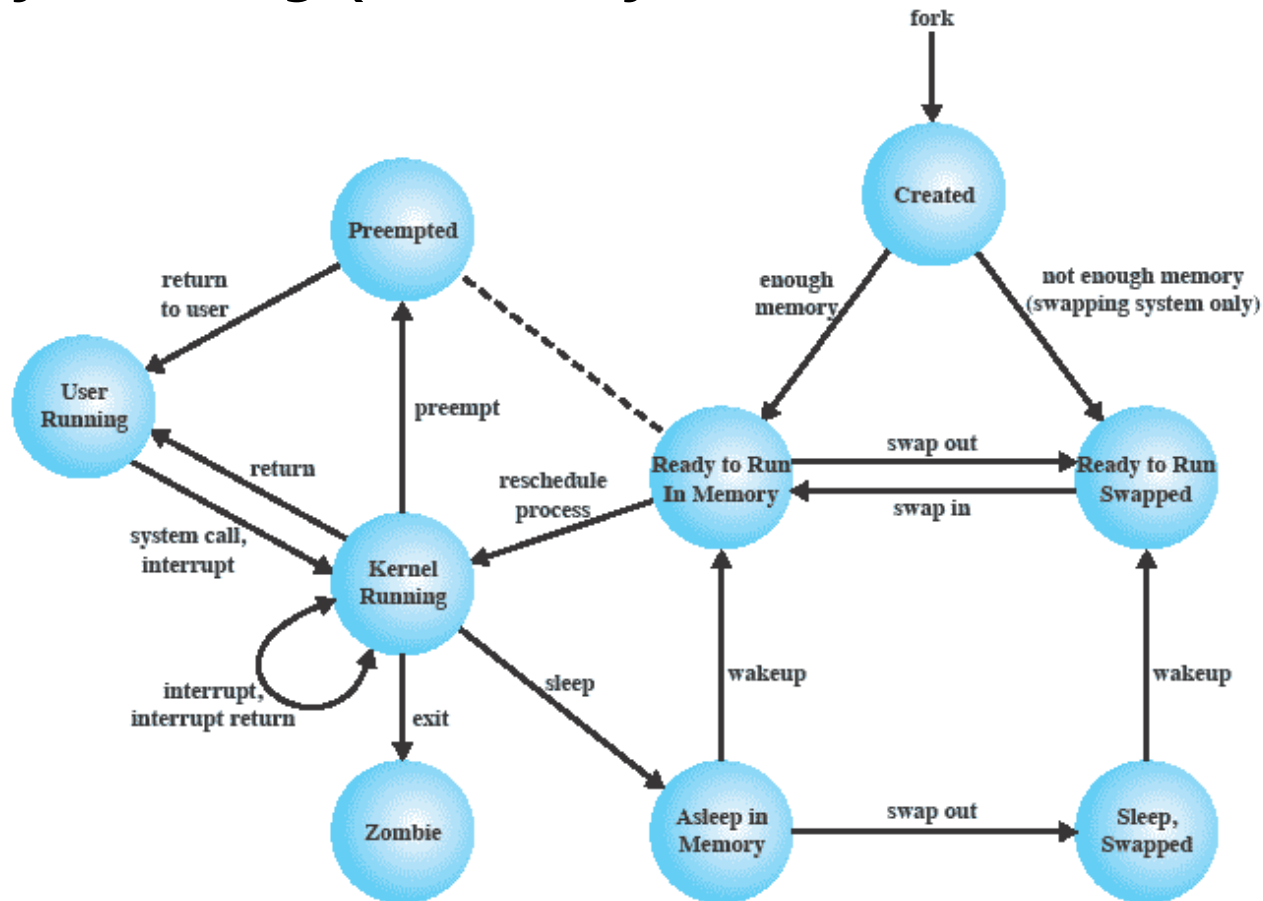 fork
Created
Preempted
return
to user
enough
memory
not enough memory
(swapping system only)
User
Running
preempt
return
reschedule
process
Ready to Run
In Memory
swap out
swap in
Ready to Run
Swapped
system call,
interrupt
Kernel
Running
interrupt,
interrupt return
sleep
exit
wakeup
wakeup
Zombie
Asleep in
Memory
swap out
Sleep,
Swapped